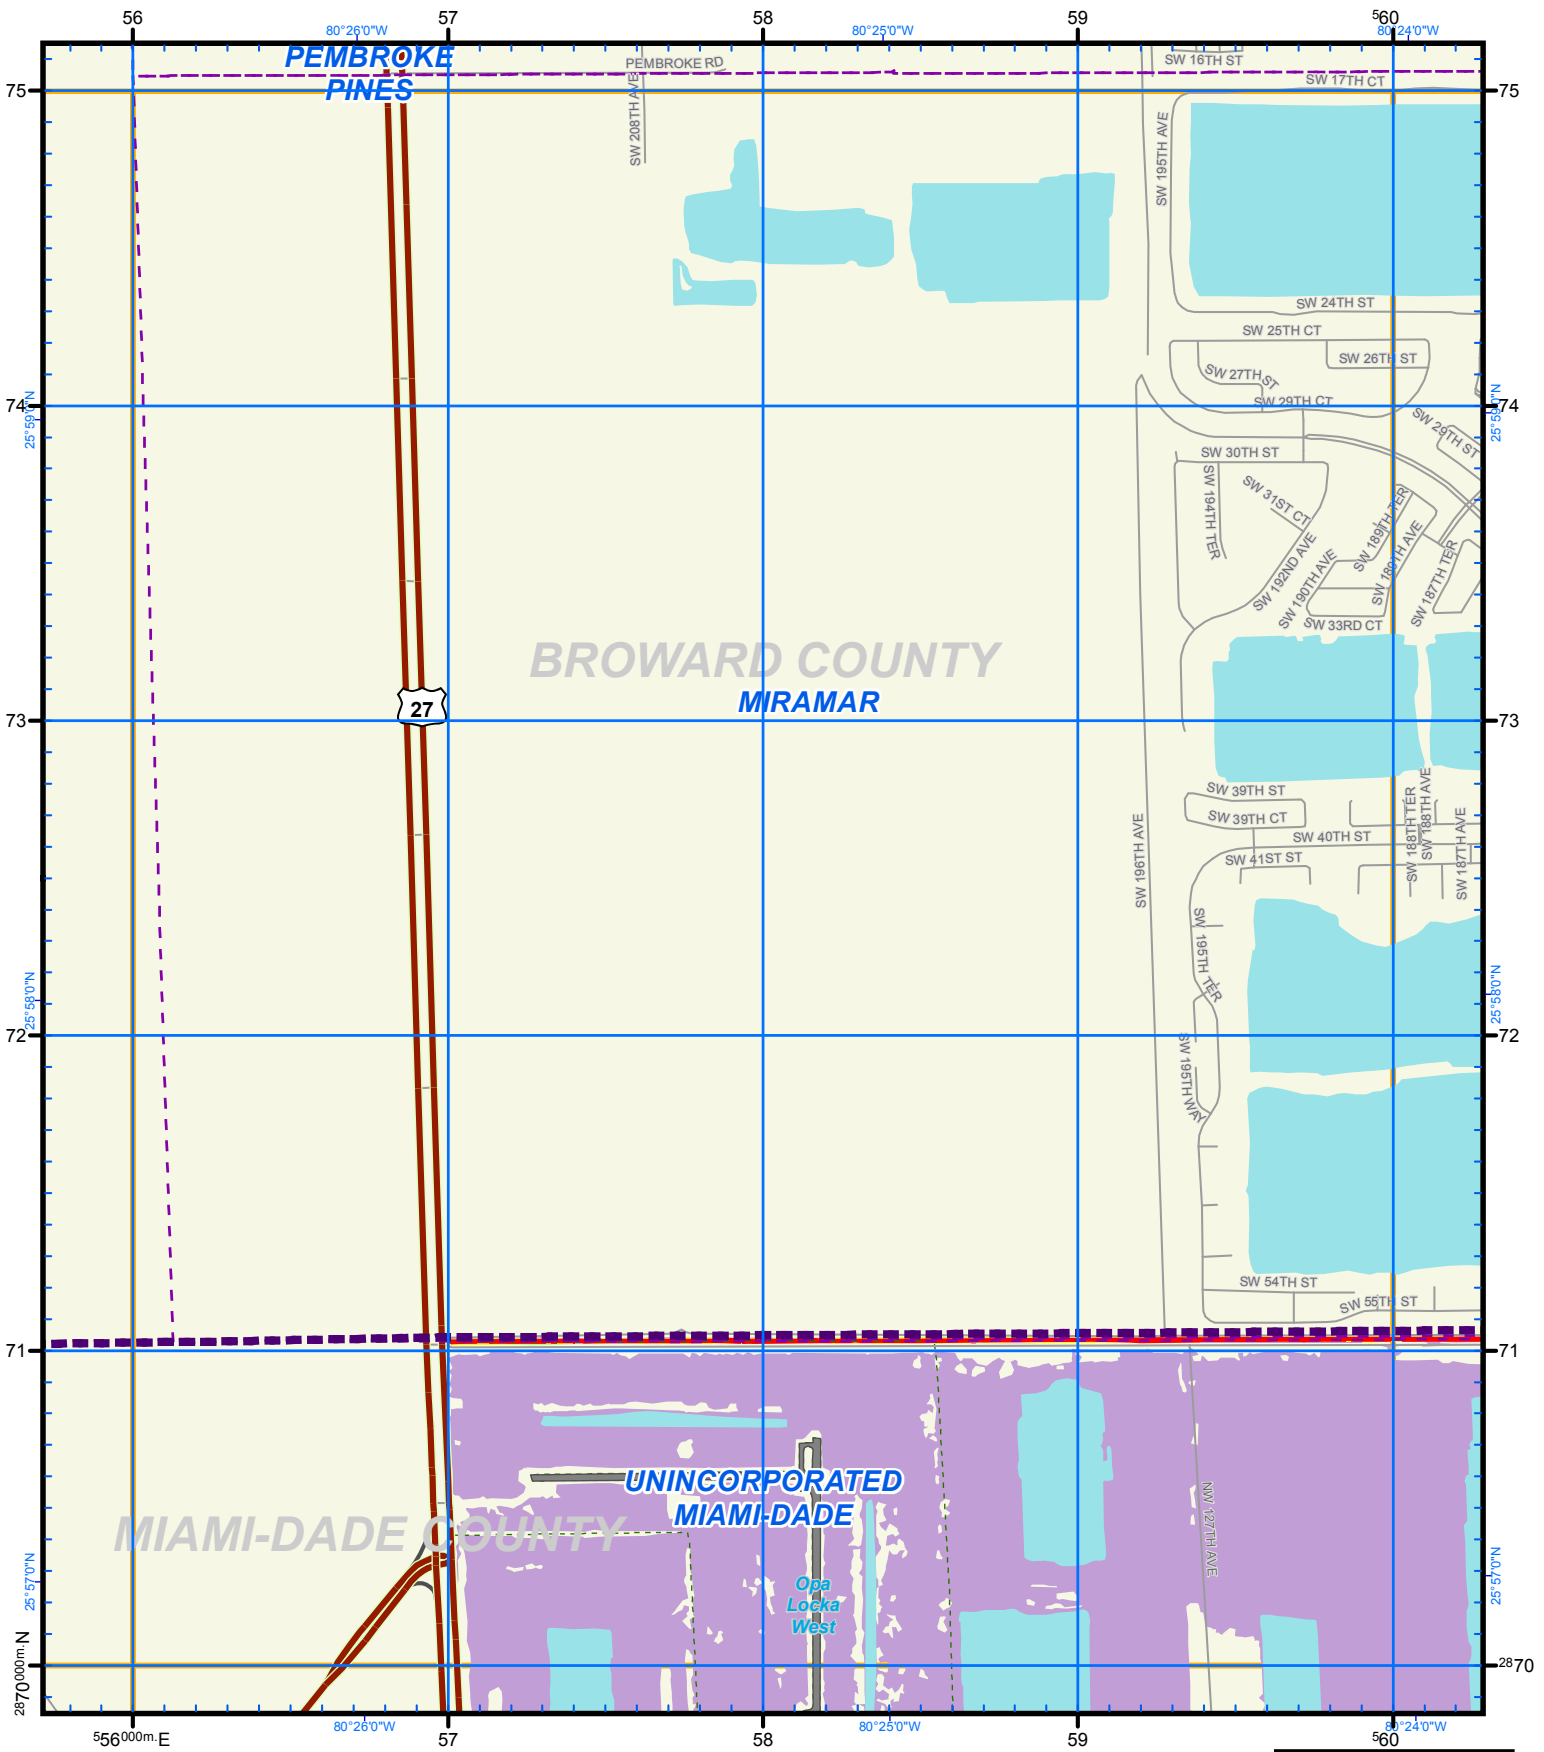 56
57
58
59
560
80°26'0"W
80°25'0"W
80°24'0"W
PEMBROKE
PINES
PEMBROKE RD
SW 16TH ST
SW 17TH CT
75
75
SW 208TH AVE
SW 195TH AVE
SW 24TH ST
SW 25TH CT
SW 26TH ST
SW 27TH ST
SW 29TH CT
74
74
25°59'0"N
25°59'0"N
SW 29TH ST
SW 30TH ST
SW 194TH TER
SW 31ST CT
SW 192ND AVE
SW 190TH AVE
SW 189TH TER
SW 189TH AVE
SW 187TH TER
SW 33RD CT
BROWARD COUNTY
MIRAMAR
27
73
73
SW 39TH ST
SW 39TH CT
SW 40TH ST
SW 41ST ST
SW 188TH TER
SW 188TH AVE
SW 187TH AVE
SW 196TH AVE
SW 195TH TER
25°58'0"N
25°58'0"N
72
72
SW 195TH WAY
SW 54TH ST
SW 55TH ST
71
71
UNINCORPORATED
MIAMI-DADE
MIAMI-DADE COUNTY
NW 127TH AVE
Opa
Locka
West
25°57'0"N
25°57'0"N
2870000m.N
2870
80°26'0"W
80°25'0"W
80°24'0"W
556000m.E
57
58
59
560